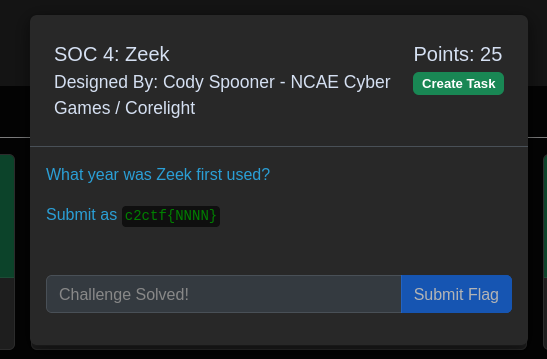 SOC 4: Zeek
Points: 25
Designed By: Cody Spooner - NCAE Cyber
Games / Corelight
Create Task
What year was Zeek first used?
Submit as c2ctf{NNNN}
Challenge Solved!
Submit Flag